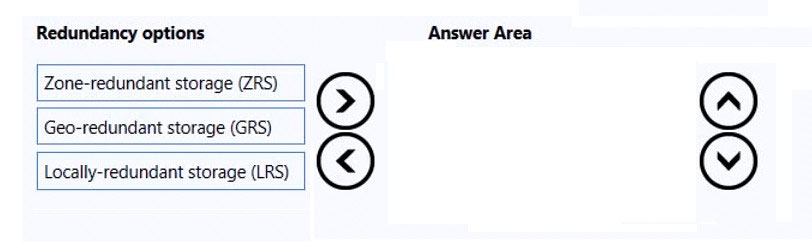 Redundancy options
Answer Area
Zone-redundant storage (ZRS)
Geo-redundant storage (GRS)
Locally-redundant storage (LRS)